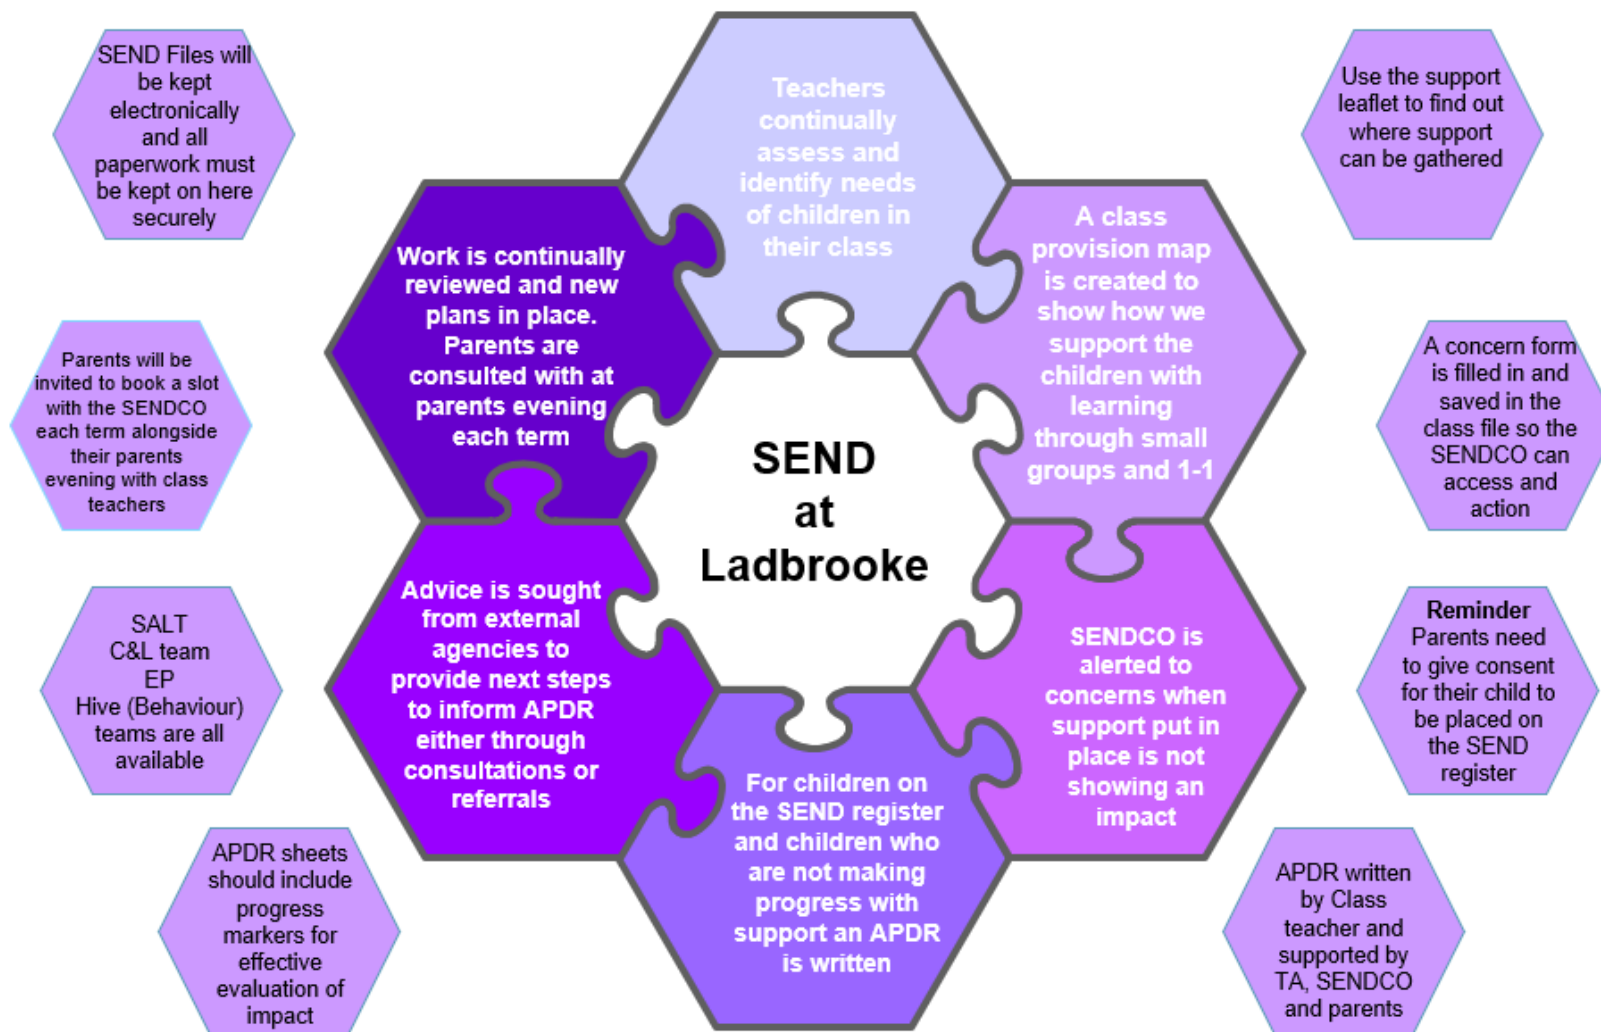 SEND Files will
be kept
electronically
and all
paperwork must
be kept on here
securely
Teachers
continually
assess and
identify needs
of children in
their class
Use the support
leaflet to find out
where support
can be gathered
Work is continually
reviewed and new
plans in place.
Parents are
consulted with at
parents evening
each term
A class
provision map
is created to
show how we
support the
children with
learning
through small
groups and 1-1
Parents will be
invited to book a slot
with the SENDCO
each term alongside
their parents
evening with class
teachers
SEND
at
Ladbrooke
A concern form
is filled in and
saved in the
class file so the
SENDCO can
access and
action
SALT
C&L team
EP
Hive (Behaviour)
teams are all
available
Advice is sought
from external
agencies to
provide next steps
to inform APDR
either through
consultations or
referrals
SENDCO is
alerted to
concerns when
support put in
place is not
showing an
impact
Reminder
Parents need
to give consent
for their child to
be placed on
the SEND
register
For children on
the SEND register
and children who
are not making
progress with
support an APDR
is written
APDR sheets
should include
progress
markers for
effective
evaluation of
impact
APDR written
by Class
teacher and
supported by
TA, SENDCO
and parents